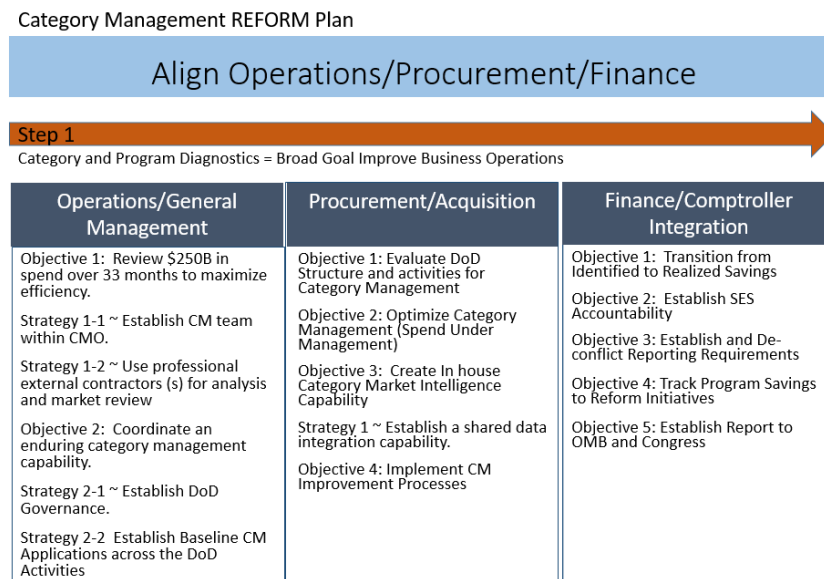 Category Management REFORM Plan
Align Operations/Procurement/Finance
Step 1
Category and Program Diagnostics = Broad Goal Improve Business Operations
Operations/General
Management
Objective 1:  Review $250B in
spend over 33 months to maximize
efficiency.
Strategy 1-1 ~ Establish CM team
within CMO.
Strategy 1-2 ~ Use professional
external contractors (s) for analysis
and market review
Objective 2:  Coordinate an
enduring category management
capability.
Strategy 2-1 ~ Establish DoD
Governance.
Strategy 2-2  Establish Baseline CM
Applications across the DoD
Activities
Procurement/Acquisition
Objective 1: Evaluate DoD
Structure and activities for
Category Management
Objective 2: Optimize Category
Management (Spend Under
Management)
Objective 3:  Create In house
Category Market Intelligence
Capability
Strategy 1 ~ Establish a shared data
integration capability.
Objective 4: Implement CM
Improvement Processes
Finance/Comptroller
Integration
Objective 1:  Transition from
Identified to Realized Savings
Objective 2:  Establish SES
Accountability
Objective 3: Establish and De-
conflict Reporting Requirements
Objective 4: Track Program Savings
to Reform Initiatives
Objective 5: Establish Report to
OMB and Congress